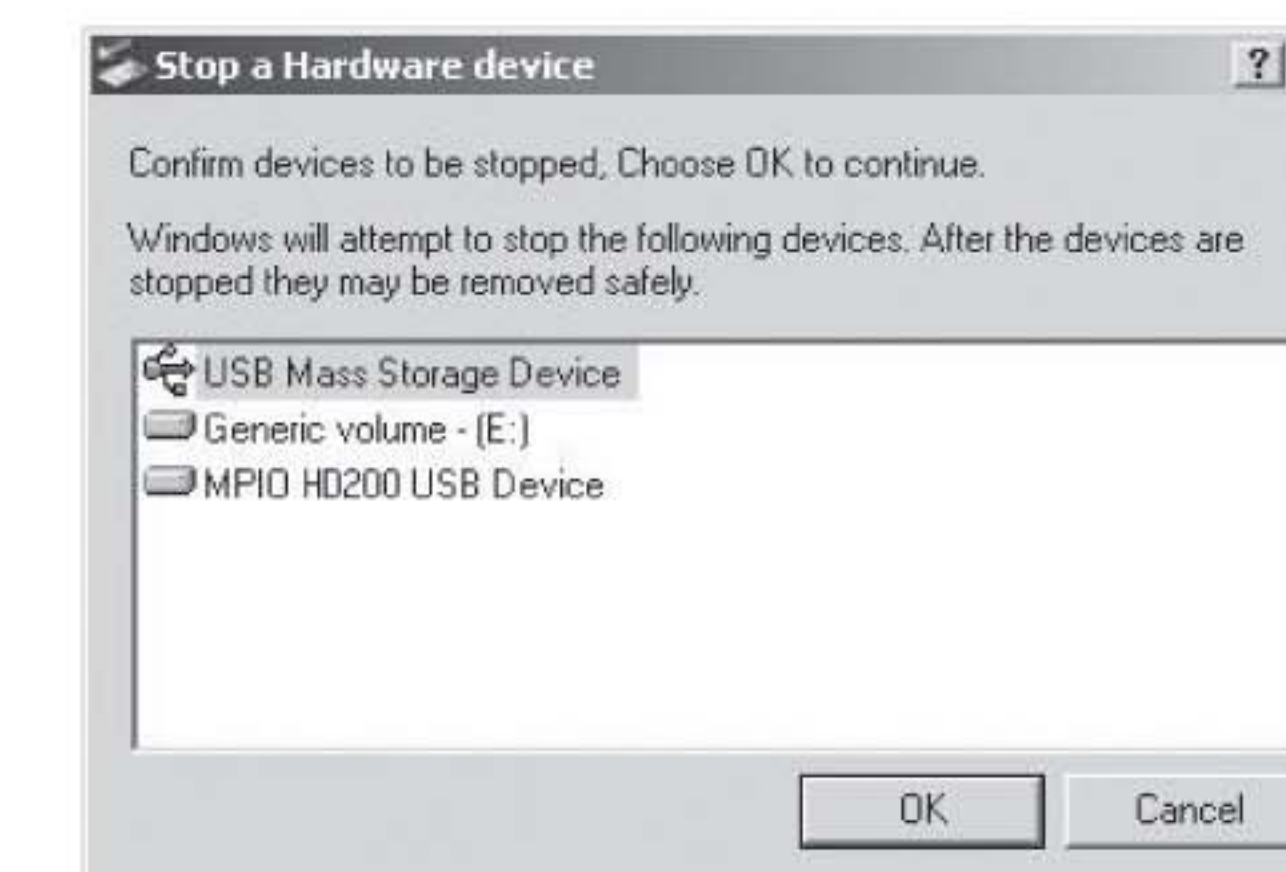 Stop a Hardware device
?
Confirm devices to be stopped, Choose OK to continue.
Windows will attempt to stop the following devices. After the devices are
stopped they may be removed safely.
USB Mass Storage Device
Generic volume - (E:)
MPIO HD200 USB Device
OK Cancel